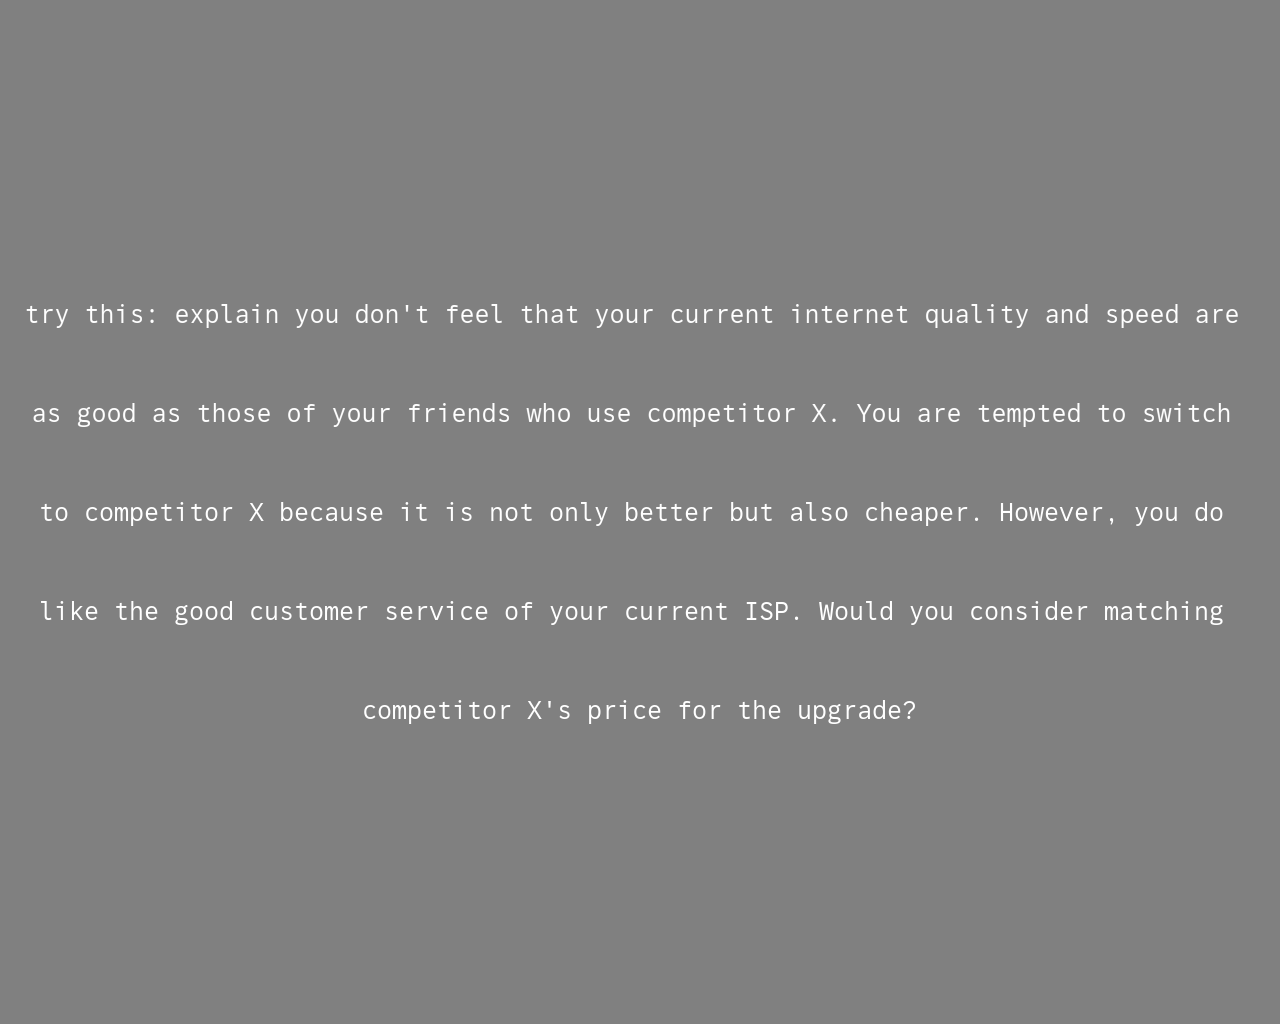 try this: explain you don't feel that your current internet quality and speed are
as good as those of your friends who use competitor X. You are tempted to switch
to competitor X because it is not only better but also cheaper. However, you do
like the good customer service of your current ISP. Would you consider matching
competitor X's price for the upgrade?